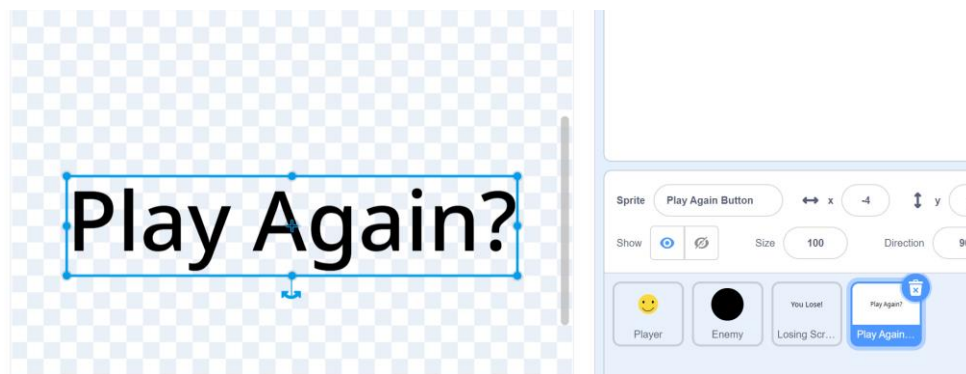 Play Again?
Sprite Play Again Button x -4 y
Show Size 100 Direction
You Lose! Play Again?
Player Enemy Losing Scr... Play Again...